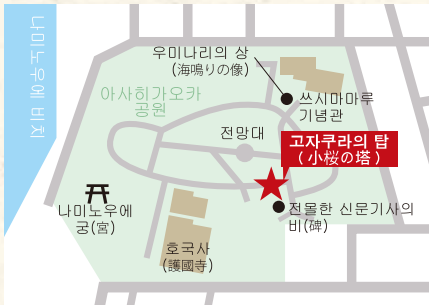 나미노우에 비치
우미나리의 상
(海鳴りの像)
아사히가오카
공원
쓰시마마루
기념관
전망대
고자쿠라의 탑
(小桜の塔)
나미노우에
궁(宮)
전몰한 신문기사의
비(碑)
호국사
(護國寺)